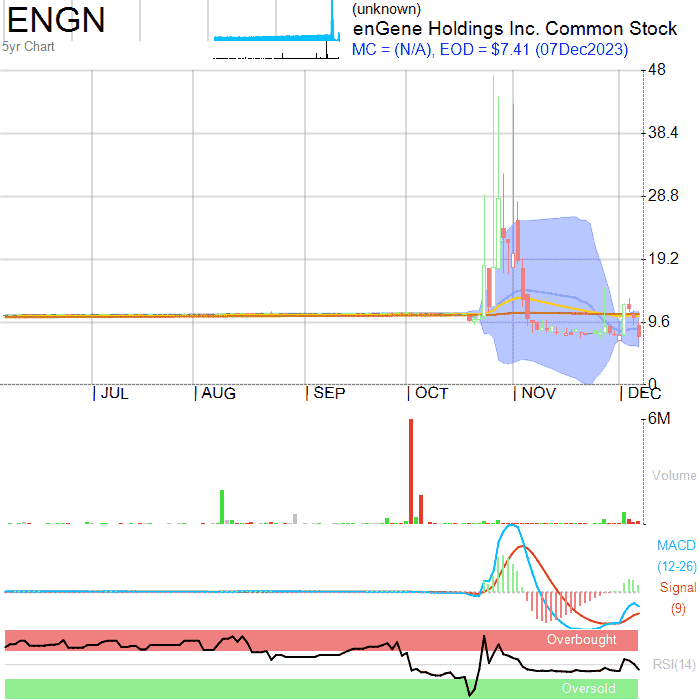 ENGN
5yr Chart
(unknown)
enGene Holdings Inc. Common Stock
MC = (N/A), EOD = $7.41 (07Dec2023)
48
38.4
28.8
19.2
9.6
0
JUL AUG SEP OCT NOV DEC
6M
Volume
MACD
(12-26)
Signal
(9)
Overbought
RSI(14)
Oversold